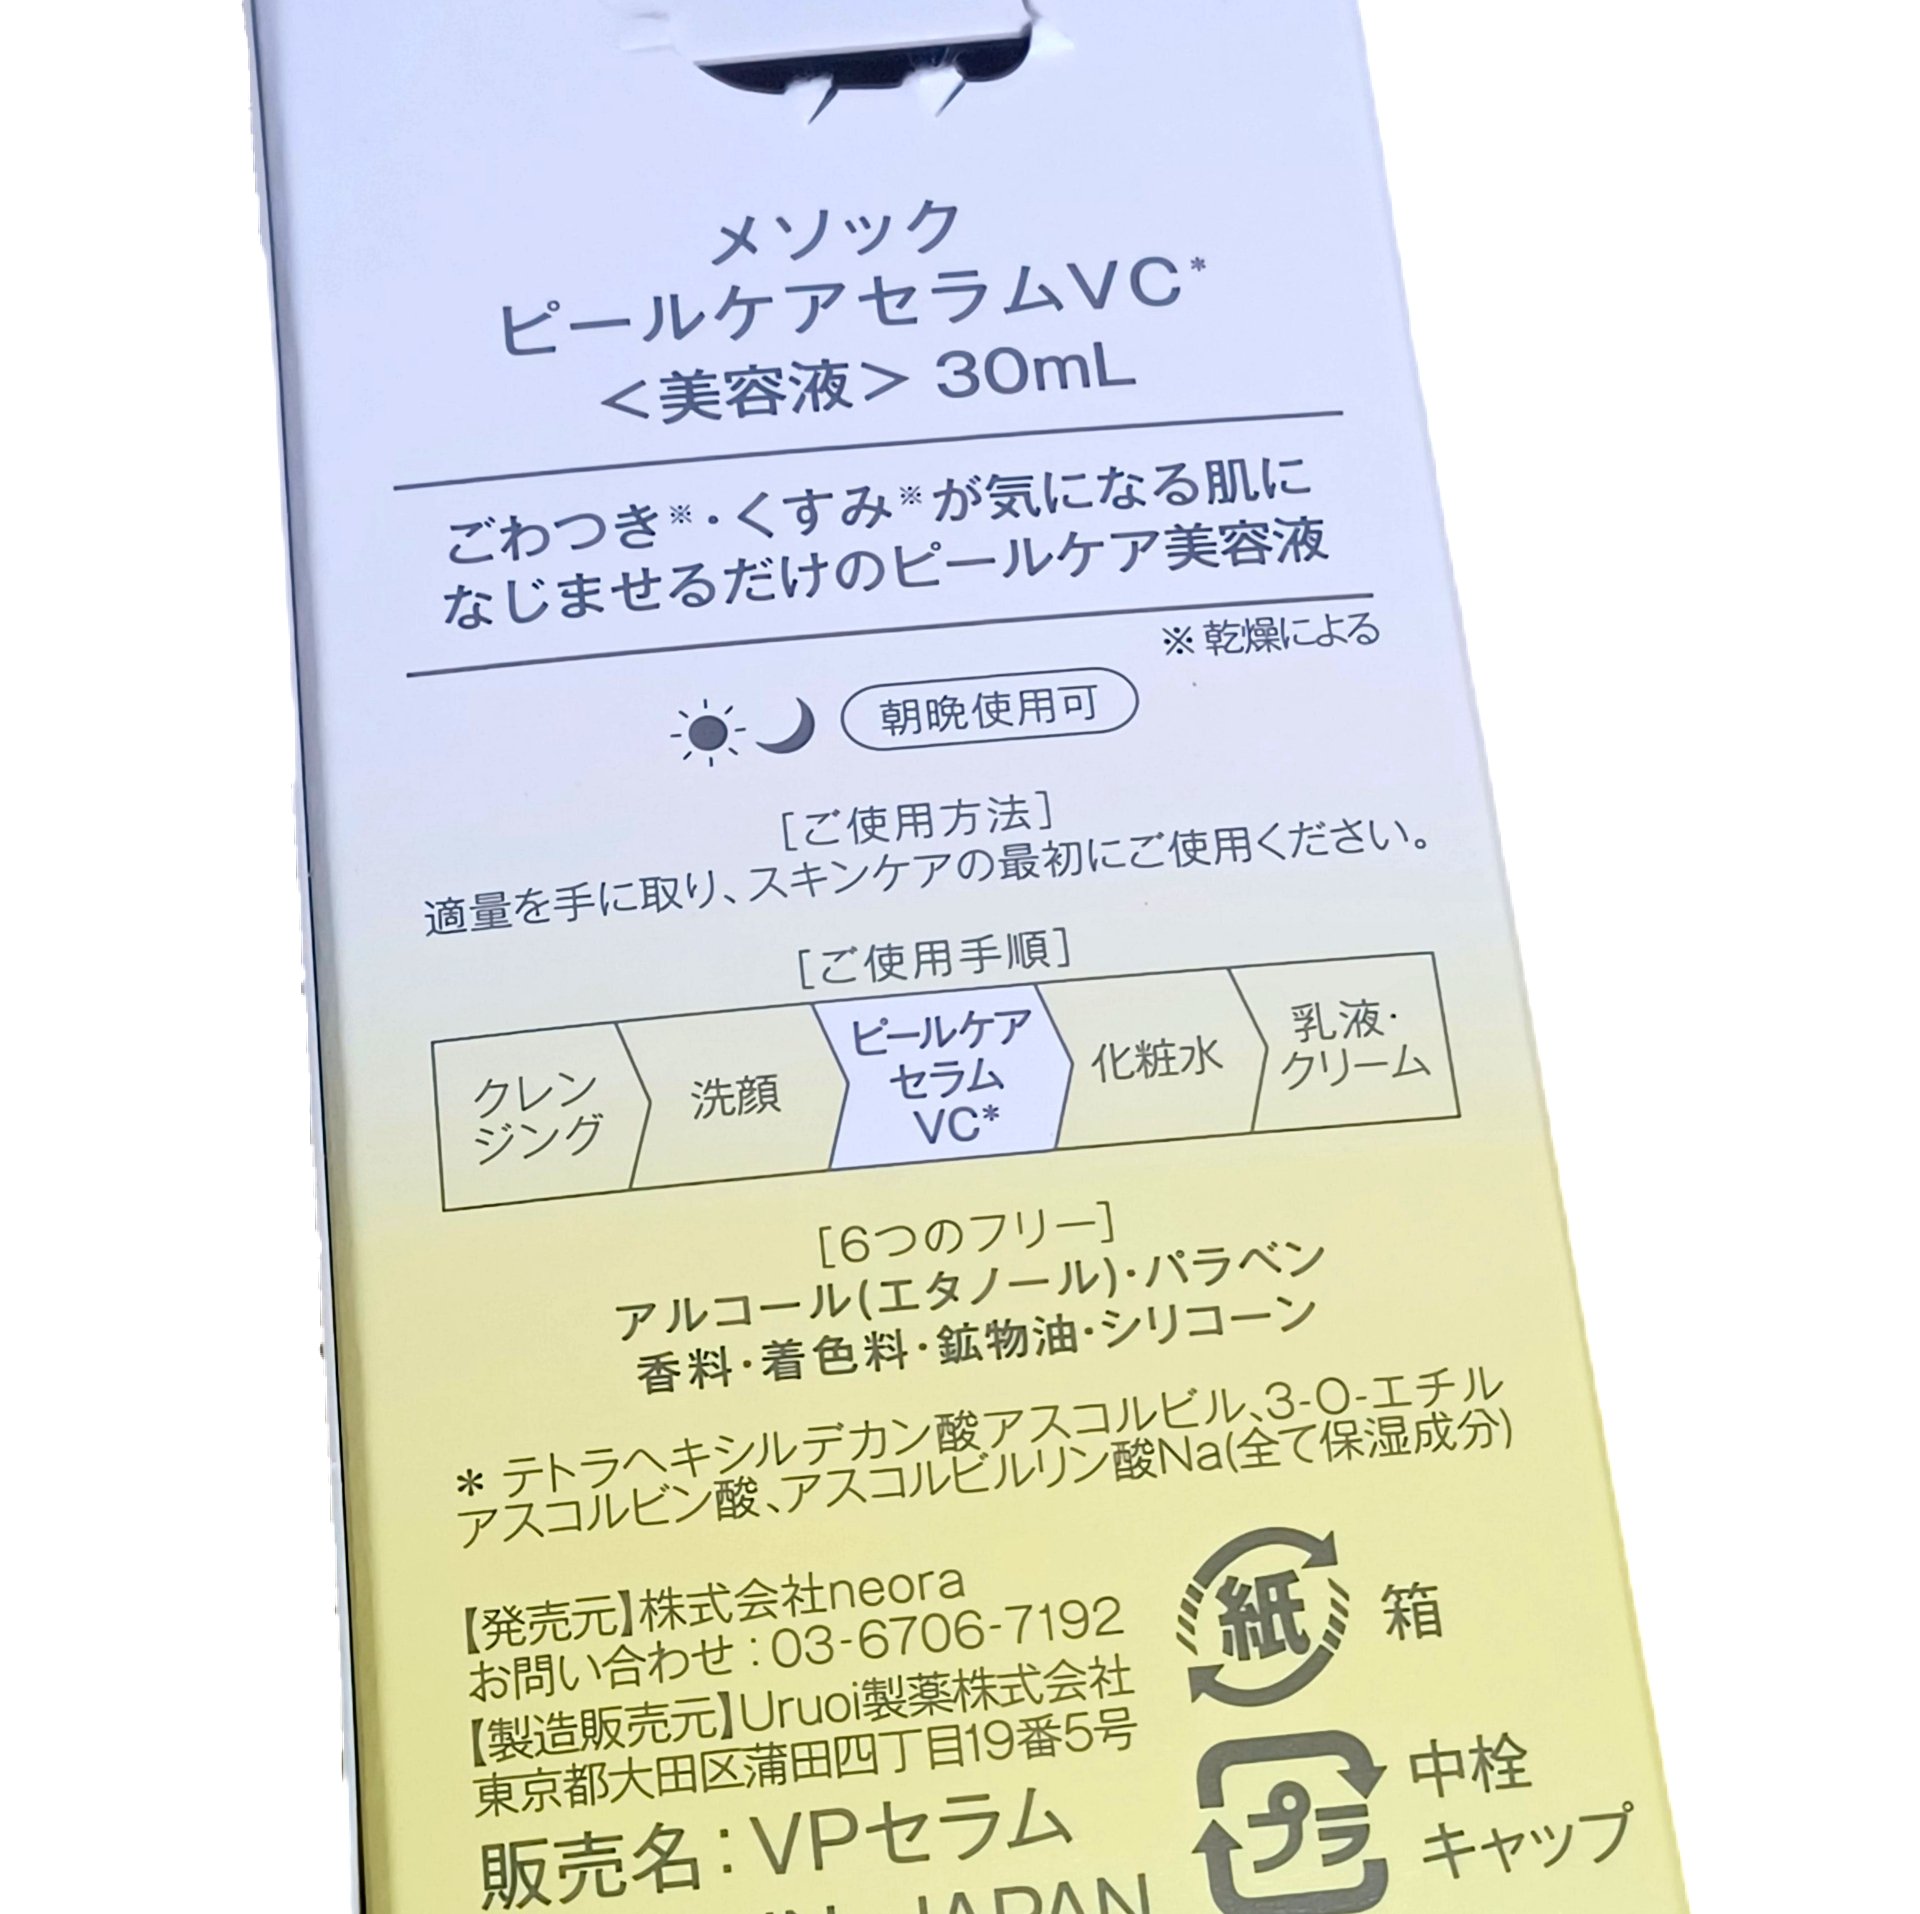 メソック
ピールケアセラムVC*
<美容液> 30mL
ごわつき※・くすみ※が気になる肌に
なじませるだけのピールケア美容液
※ 乾燥による
朝晩使用可
[ご使用方法]
適量を手に取り、スキンケアの最初にご使用ください。
[ご使用手順]
クレン
ジング
洗顔
ピールケア
セラム
VC*
化粧水
乳液・
クリーム
[6つのフリー]
アルコール(エタノール)・パラベン
香料・着色料・鉱物油・シリコーン
* テトラヘキシルデカン酸アスコルビル、3-O-エチル
アスコルビン酸、アスコルビルリン酸Na(全て保湿成分)
【発売元】株式会社neora
お問い合わせ:03-6706-7192
【製造販売元】Uruoi製薬株式会社
東京都大田区蒲田四丁目19番5号
販売名:VPセラム
IN JAPAN
紙 箱
プラ
中栓
キャップ